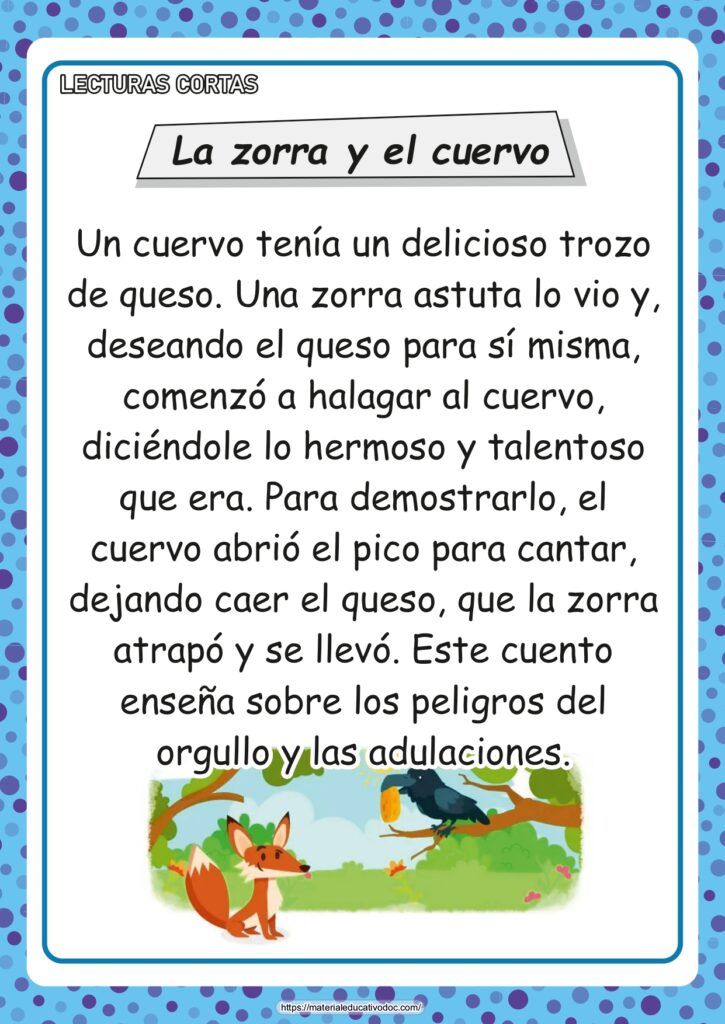 LECTURAS CORTAS
La zorra y el cuervo
Un cuervo tenía un delicioso trozo
de queso. Una zorra astuta lo vio y,
deseando el queso para sí misma,
comenzó a halagar al cuervo,
diciéndole lo hermoso y talentoso
que era. Para demostrarlo, el
cuervo abrió el pico para cantar,
dejando caer el queso, que la zorra
atrapó y se llevó. Este cuento
enseña sobre los peligros del
orgullo y las adulaciones.
https://materialeducativodoc.com/